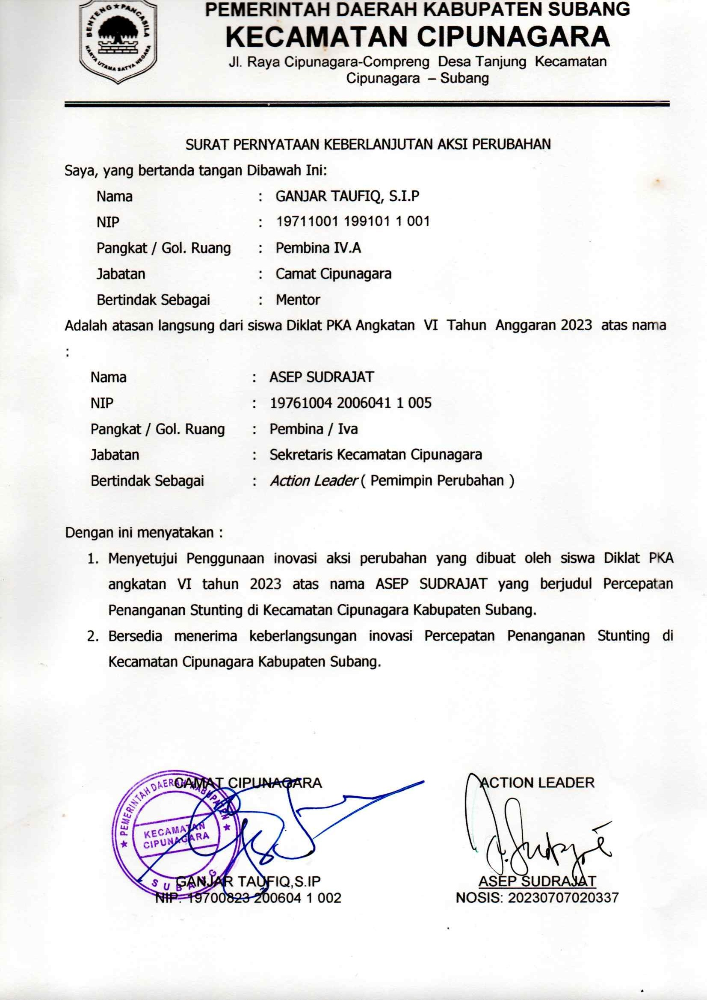 BENTENG ★ PANCASILA
KARYA UTAMA SATYA NEGARA
PEMERINTAH DAERAH KABUPATEN SUBANG
KECAMATAN CIPUNAGARA
Jl. Raya Cipunagara-Compreng Desa Tanjung Kecamatan
Cipunagara – Subang
SURAT PERNYATAAN KEBERLANJUTAN AKSI PERUBAHAN
Saya, yang bertanda tangan Dibawah Ini:
Nama : GANJAR TAUFIQ, S.I.P
NIP : 19711001 199101 1 001
Pangkat / Gol. Ruang : Pembina IV.A
Jabatan : Camat Cipunagara
Bertindak Sebagai : Mentor
Adalah atasan langsung dari siswa Diklat PKA Angkatan VI Tahun Anggaran 2023 atas nama
:
Nama : ASEP SUDRAJAT
NIP : 19761004 2006041 1 005
Pangkat / Gol. Ruang : Pembina / Iva
Jabatan : Sekretaris Kecamatan Cipunagara
Bertindak Sebagai : Action Leader ( Pemimpin Perubahan )
Dengan ini menyatakan :
1. Menyetujui Penggunaan inovasi aksi perubahan yang dibuat oleh siswa Diklat PKA
angkatan VI tahun 2023 atas nama ASEP SUDRAJAT yang berjudul Percepatan
Penanganan Stunting di Kecamatan Cipunagara Kabupaten Subang.
2. Bersedia menerima keberlangsungan inovasi Percepatan Penanganan Stunting di
Kecamatan Cipunagara Kabupaten Subang.
CAMAT CIPUNAGARA
★ PEMERINTAH DAERAH KABUPATEN ★
KECAMATAN
CIPUNAGARA
SUBANG
GANJAR TAUFIQ,S.IP
NIP. 19700823 200604 1 002
ACTION LEADER
ASEP SUDRAJAT
NOSIS: 20230707020337